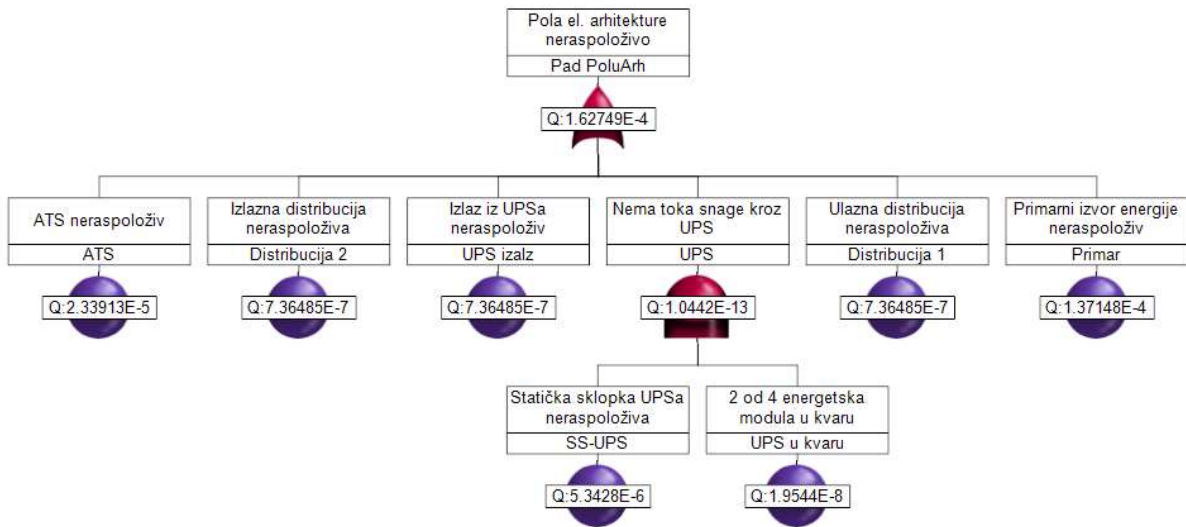 Pola el. arhitekture
neraspoloživo
Pad PoluArh
Q:1.62749E-4
ATS neraspoloživ
ATS
Q:2.33913E-5
Izlazna distribucija
neraspoloživa
Distribucija 2
Q:7.36485E-7
Izlaz iz UPSa
neraspoloživ
UPS izalz
Q:7.36485E-7
Nema toka snage kroz
UPS
UPS
Q:1.0442E-13
Ulazna distribucija
neraspoloživa
Distribucija 1
Q:7.36485E-7
Primarni izvor energije
neraspoloživ
Primar
Q:1.37148E-4
Statička sklopka UPSa
neraspoloživa
SS-UPS
Q:5.3428E-6
2 od 4 energetska
modula u kvaru
UPS u kvaru
Q:1.9544E-8